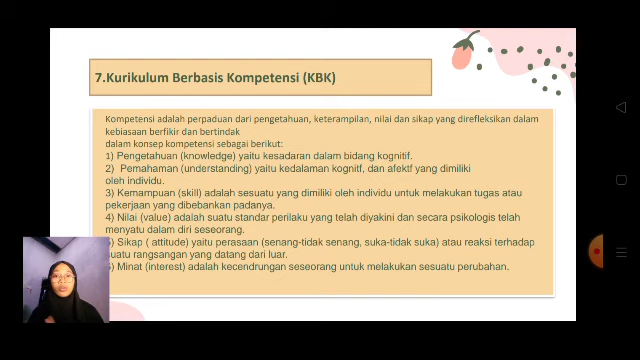 7.Kurikulum Berbasis Kompetensi (KBK)
Kompetensi adalah perpaduan dari pengetahuan, keterampilan, nilai dan sikap yang direfleksikan dalam
kebiasaan berfikir dan bertindak
dalam konsep kompetensi sebagai berikut:
1) Pengetahuan (knowledge) yaitu kesadaran dalam bidang kognitif.
2) Pemahaman (understanding) yaitu kedalaman kognitf, dan afektf yang dimiliki
oleh individu.
3) Kemampuan (skill) adalah sesuatu yang dimiliki oleh individu untuk melakukan tugas atau
pekerjaan yang dibebankan padanya.
4) Nilai (value) adalah suatu standar perilaku yang telah diyakini dan secara psikologis telah
menyatu dalam diri seseorang.
) Sikap ( attitude) yaitu perasaan (senang-tidak senang, suka-tidak suka) atau reaksi terhadap
suatu rangsangan yang datang dari luar.
) Minat (interest) adalah kecendrungan seseorang untuk melakukan sesuatu perubahan.